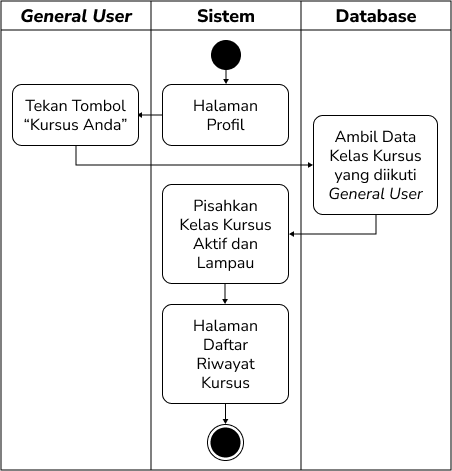 General User
Sistem
Database
Halaman
Profil
Tekan Tombol
“Kursus Anda”
Ambil Data
Kelas Kursus
yang diikuti
General User
Pisahkan
Kelas Kursus
Aktif dan
Lampau
Halaman
Daftar
Riwayat
Kursus